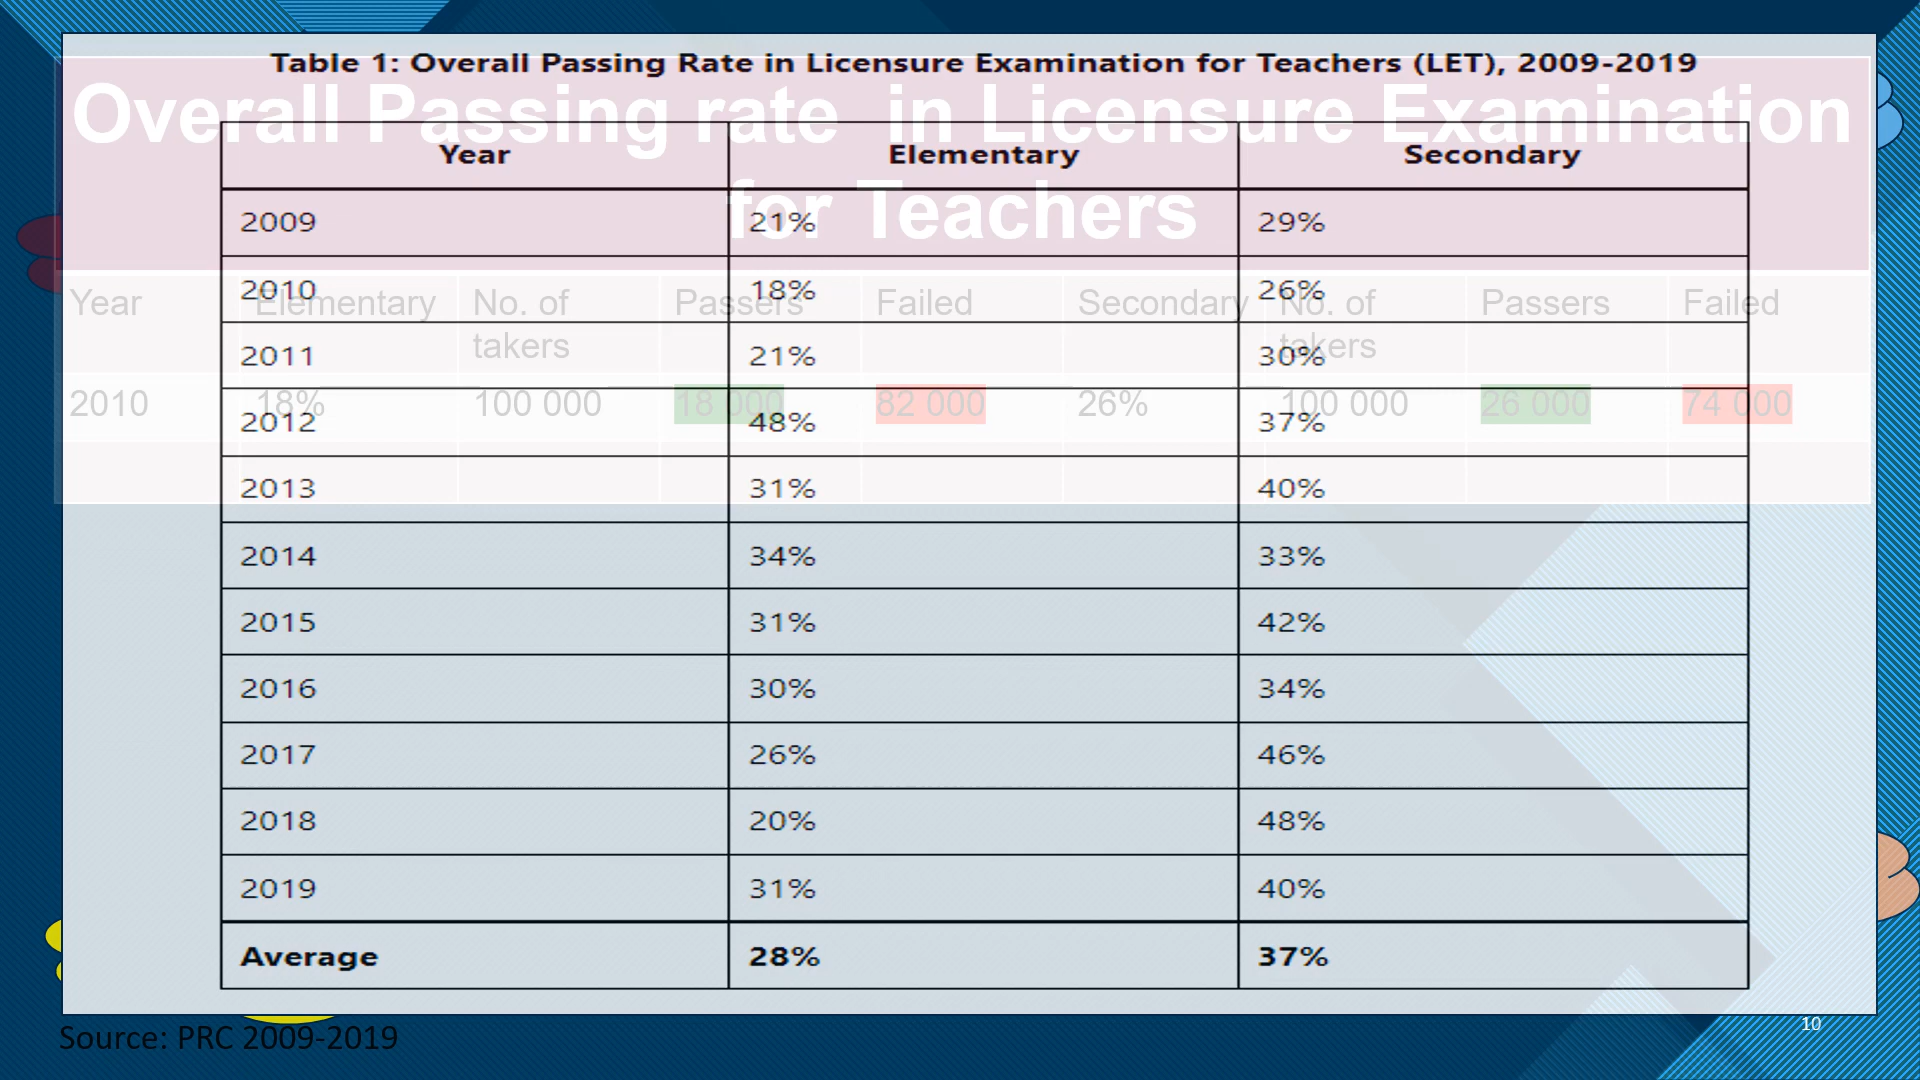 Table 1: Overall Passing Rate in Licensure Examination for Teachers (LET), 2009-2019
Overall Passing rate in Licensure Examination
for Teachers
Year Elementary Secondary
2009 21% 29%
2010 18% 26%
2011 21% 30%
2012 48% 37%
2013 31% 40%
2014 34% 33%
2015 31% 42%
2016 30% 34%
2017 26% 46%
2018 20% 48%
2019 31% 40%
Average 28% 37%
Year Elementary No. of takers Passers Failed Secondary No. of takers Passers Failed
2010 18% 100 000 18 000 82 000 26% 100 000 26 000 74 000
Source: PRC 2009-2019
10